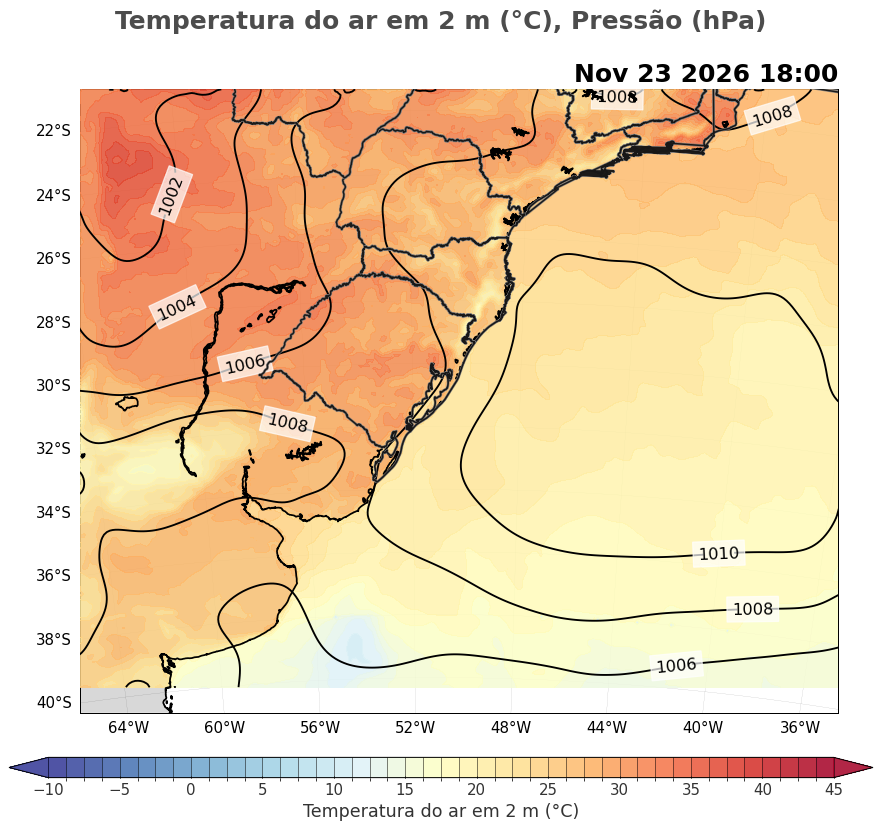 Temperatura do ar em 2 m (°C), Pressão (hPa)
Nov 23 2026 18:00
1008
1008
22°S
1002
24°S
26°S
1004
28°S
1006
30°S
1008
32°S
34°S
1010
36°S
1008
38°S
1006
40°S
64°W 60°W 56°W 52°W 48°W 44°W 40°W 36°W
−10 −5 0 5 10 15 20 25 30 35 40 45
Temperatura do ar em 2 m (°C)